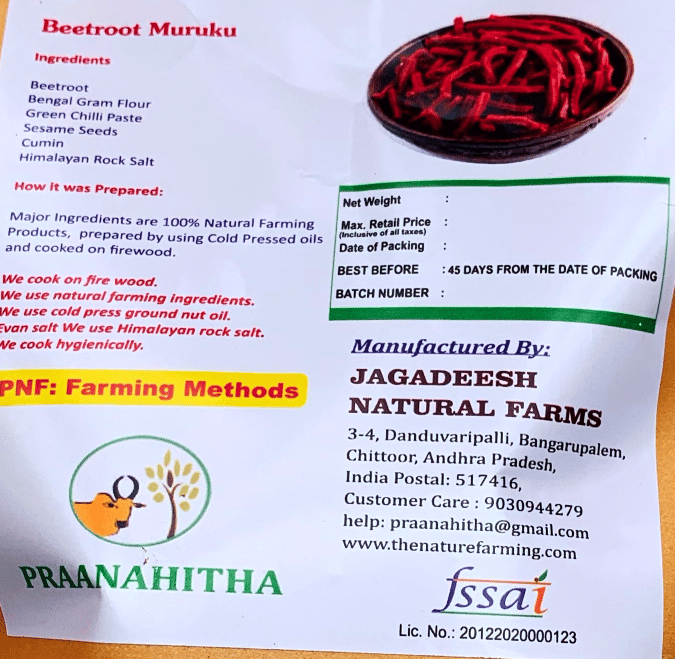 Beetroot Muruku
Ingredients
Beetroot
Bengal Gram Flour
Green Chilli Paste
Sesame Seeds
Cumin
Himalayan Rock Salt
How it was Prepared:
Major Ingredients are 100% Natural Farming
Products, prepared by using Cold Pressed oils
and cooked on firewood.
We cook on fire wood.
We use natural farming ingredients.
We use cold press ground nut oil.
Evan salt We use Himalayan rock salt.
We cook hygienically.
PNF: Farming Methods
PRAANAHITHA
Net Weight :
Max. Retail Price :
(Inclusive of all taxes)
Date of Packing :
BEST BEFORE : 45 DAYS FROM THE DATE OF PACKING
BATCH NUMBER :
Manufactured By:
JAGADEESH
NATURAL FARMS
3-4, Danduvaripalli, Bangarupalem,
Chittoor, Andhra Pradesh,
India Postal: 517416,
Customer Care : 9030944279
help: praanahitha@gmail.com
www.thenaturefarming.com
fssai
Lic. No.: 20122020000123